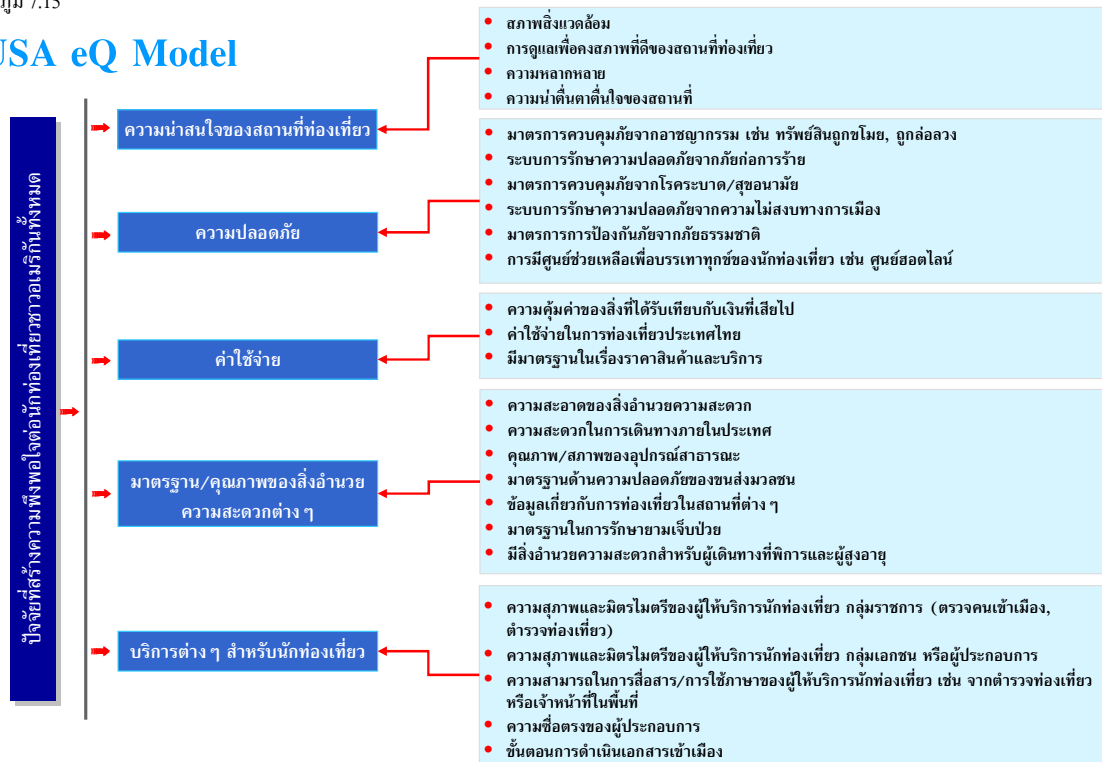 7.15
USA eQ Model
ปัจจัยที่สร้างความพึงพอใจต่อนักท่องเที่ยวชาวอเมริกันทั้งหมด
ความน่าสนใจของสถานที่ท่องเที่ยว
สภาพสิ่งแวดล้อม
การดูแลเพื่อคงสภาพที่ดีของสถานที่ท่องเที่ยว
ความหลากหลาย
ความน่าตื่นตาตื่นใจของสถานที่
ความปลอดภัย
มาตรการควบคุมภัยจากอาชญากรรม เช่น ทรัพย์สินถูกขโมย, ถูกล่อลวง
ระบบการรักษาความปลอดภัยจากภัยก่อการร้าย
มาตรการควบคุมภัยจากโรคระบาด/สุขอนามัย
ระบบการรักษาความปลอดภัยจากความไม่สงบทางการเมือง
มาตรการการป้องกันภัยจากภัยธรรมชาติ
การมีศูนย์ช่วยเหลือเพื่อบรรเทาทุกข์ของนักท่องเที่ยว เช่น ศูนย์ฮอตไลน์
ค่าใช้จ่าย
ความคุ้มค่าของสิ่งที่ได้รับเทียบกับเงินที่เสียไป
ค่าใช้จ่ายในการท่องเที่ยวประเทศไทย
มีมาตรฐานในเรื่องราคาสินค้าและบริการ
มาตรฐาน/คุณภาพของสิ่งอำนวย
ความสะดวกต่าง ๆ
ความสะอาดของสิ่งอำนวยความสะดวก
ความสะดวกในการเดินทางภายในประเทศ
คุณภาพ/สภาพของอุปกรณ์สาธารณะ
มาตรฐานด้านความปลอดภัยของขนส่งมวลชน
ข้อมูลเกี่ยวกับการท่องเที่ยวในสถานที่ต่าง ๆ
มาตรฐานในการรักษายามเจ็บป่วย
มีสิ่งอำนวยความสะดวกสำหรับผู้เดินทางที่พิการและผู้สูงอายุ
บริการต่าง ๆ สำหรับนักท่องเที่ยว
ความสุภาพและมิตรไมตรีของผู้ให้บริการนักท่องเที่ยว กลุ่มราชการ (ตรวจคนเข้าเมือง,
ตำรวจท่องเที่ยว)
ความสุภาพและมิตรไมตรีของผู้ให้บริการนักท่องเที่ยว กลุ่มเอกชน หรือผู้ประกอบการ
ความสามารถในการสื่อสาร/การใช้ภาษาของผู้ให้บริการนักท่องเที่ยว เช่น จากตำรวจท่องเที่ยว
หรือเจ้าหน้าที่ในพื้นที่
ความซื่อตรงของผู้ประกอบการ
ขั้นตอนการดำเนินเอกสารเข้าเมือง